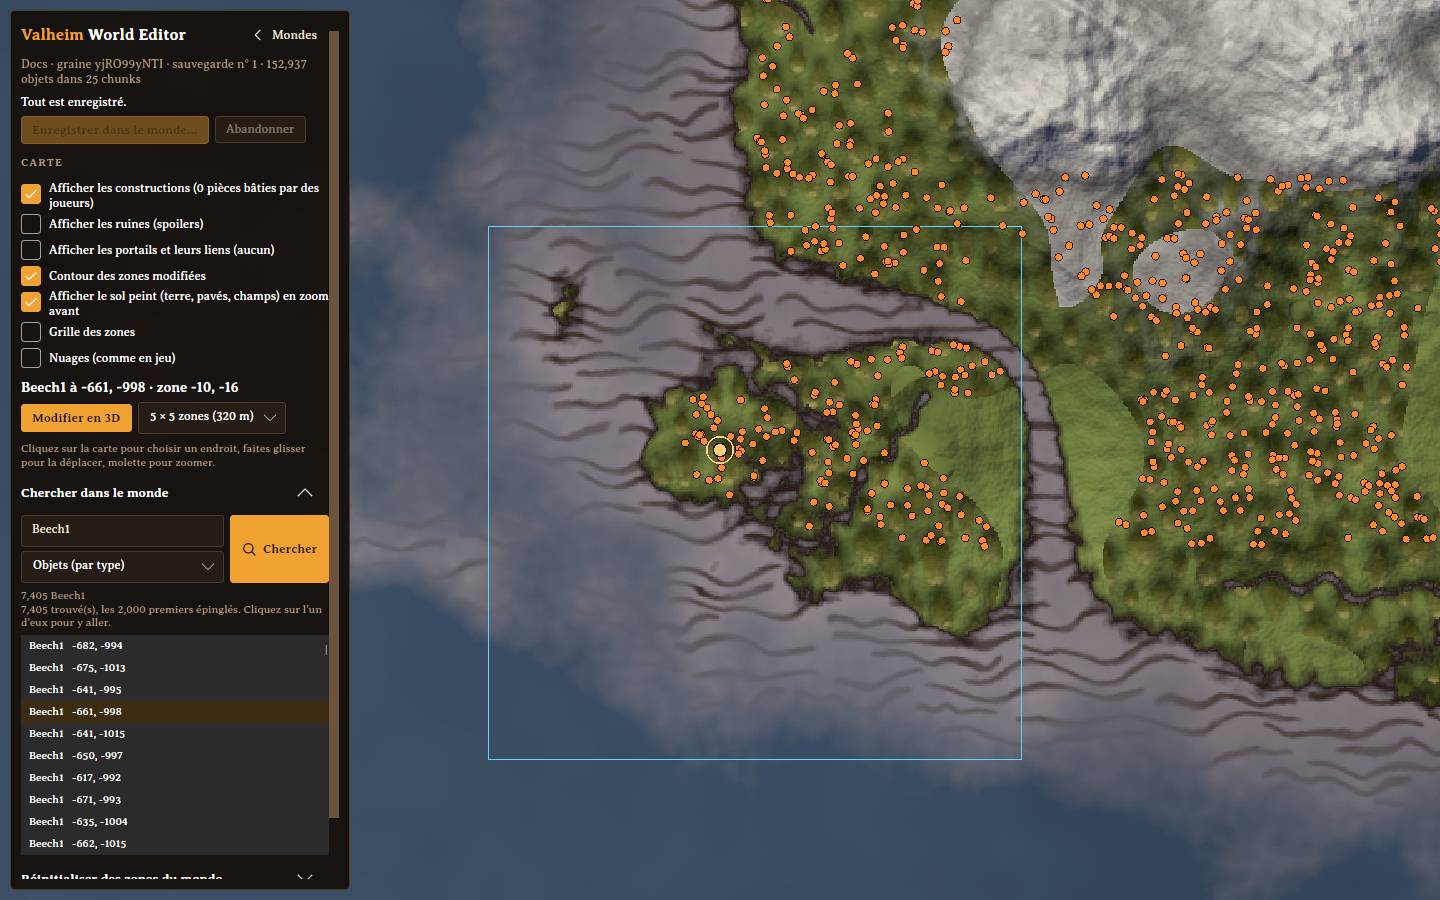 Valheim World Editor
Mondes
Docs · graine yjRO99yNTI · sauvegarde n° 1 · 152,937
objets dans 25 chunks
Tout est enregistré.
Enregistrer dans le monde...
Abandonner
CARTE
Afficher les constructions (0 pièces bâties par des
joueurs)
Afficher les ruines (spoilers)
Afficher les portails et leurs liens (aucun)
Contour des zones modifiées
Afficher le sol peint (terre, pavés, champs) en zoom
avant
Grille des zones
Nuages (comme en jeu)
Beech1 à -661, -998 · zone -10, -16
Modifier en 3D
5 × 5 zones (320 m)
Cliquez sur la carte pour choisir un endroit, faites glisser
pour la déplacer, molette pour zoomer.
Chercher dans le monde
Beech1
Objets (par type)
Chercher
7,405 Beech1
7,405 trouvé(s), les 2,000 premiers épinglés. Cliquez sur l'un
d'eux pour y aller.
Beech1 -682, -994
Beech1 -675, -1013
Beech1 -641, -995
Beech1 -661, -998
Beech1 -641, -1015
Beech1 -650, -997
Beech1 -617, -992
Beech1 -671, -993
Beech1 -635, -1004
Beech1 -662, -1015
Réinitialiser des zones du monde